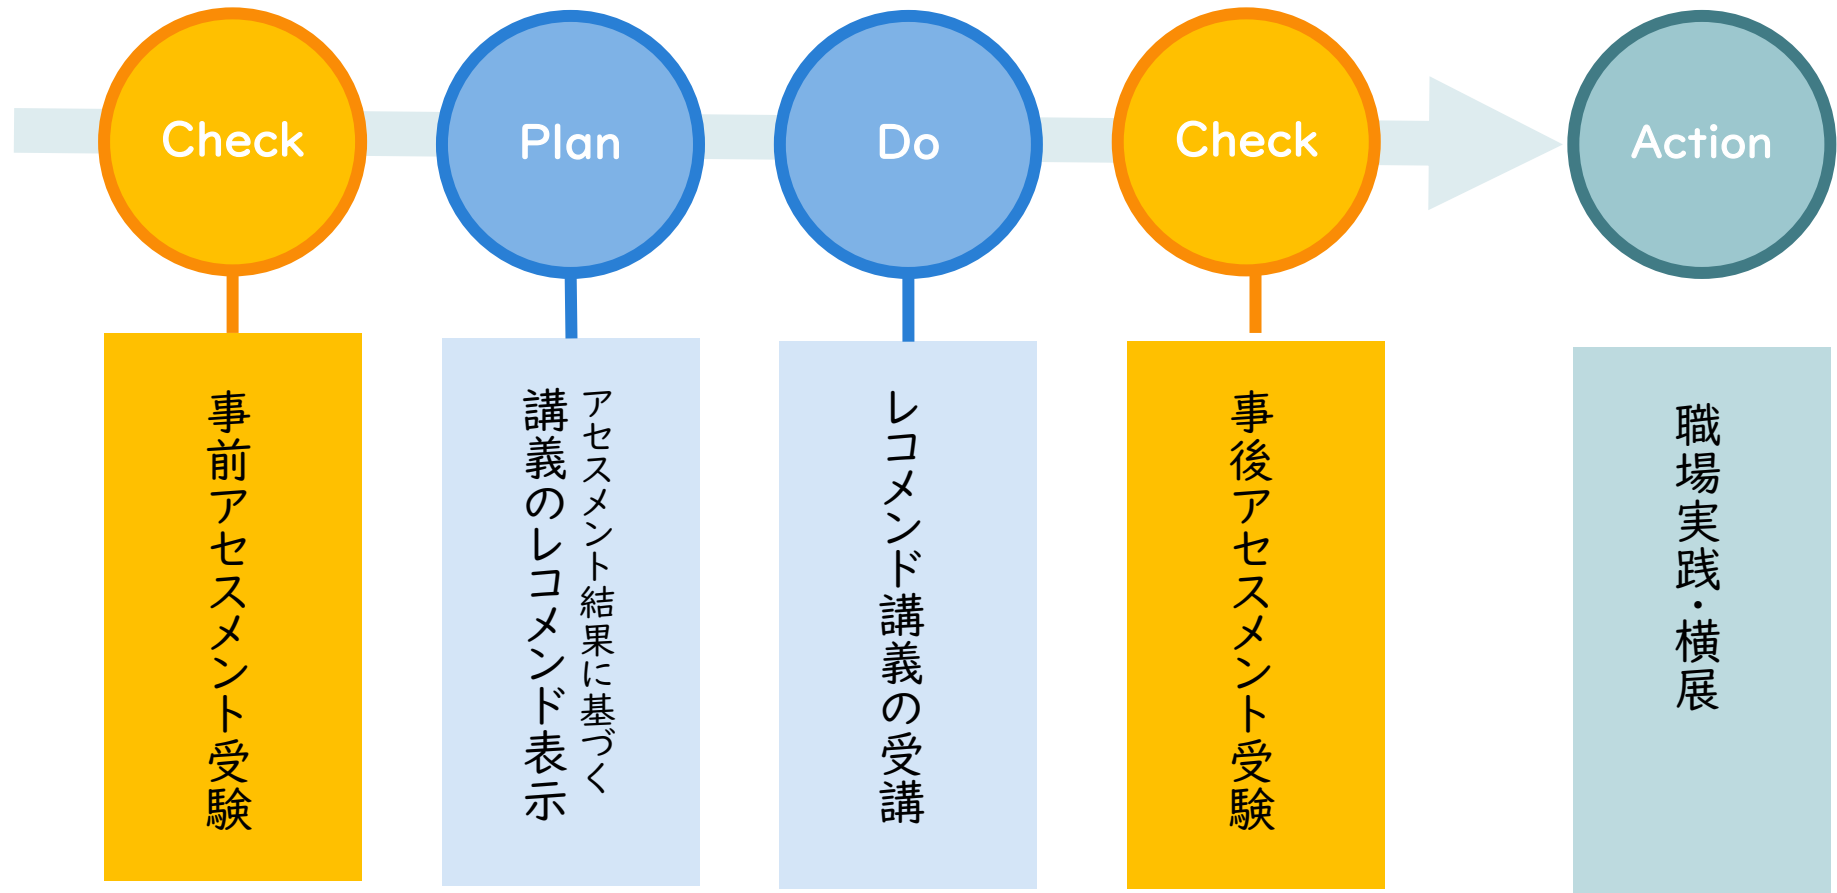 Check
Plan
Do
Check
Action
事前アセスメント受験
アセスメント結果に基づく
講義のレコメンド表示
レコメンド講義の受講
事後アセスメント受験
職場実践・横展